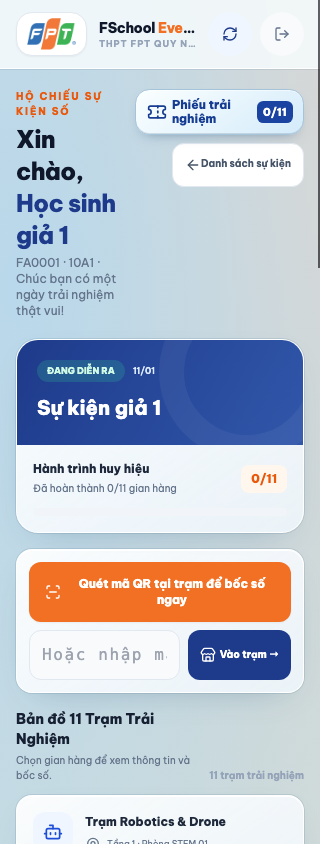 FPT
FSchool Eve...
THPT FPT QUY N...
HỘ CHIẾU SỰ
KIỆN SỐ
Xin
chào,
Học sinh
giả 1
FA0001 · 10A1 ·
Chúc bạn có một
ngày trải nghiệm
thật vui!
Phiếu trải
nghiệm
0/11
← Danh sách sự kiện
ĐANG DIỄN RA
11/01
Sự kiện giả 1
Hành trình huy hiệu
Đã hoàn thành 0/11 gian hàng
0/11
Quét mã QR tại trạm để bốc số
ngay
Hoặc nhập m
Vào trạm →
Bản đồ 11 Trạm Trải
Nghiệm
Chọn gian hàng để xem thông tin và
bốc số.
11 trạm trải nghiệm
Trạm Robotics & Drone
Tầng 1 · Phòng STEM 01